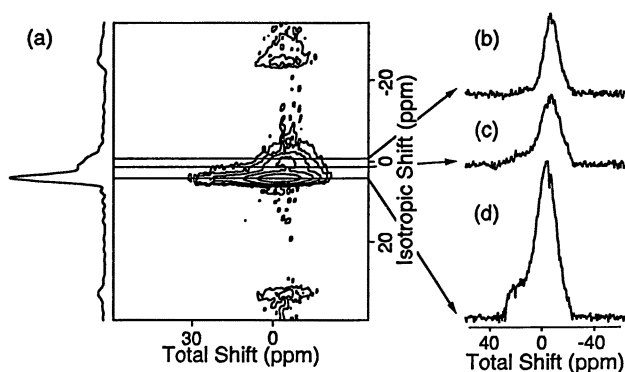 (a)
(b)
(c)
(d)
-20
0
20
Isotropic Shift (ppm)
30 0
Total Shift (ppm)
40 0 -40
Total Shift (ppm)